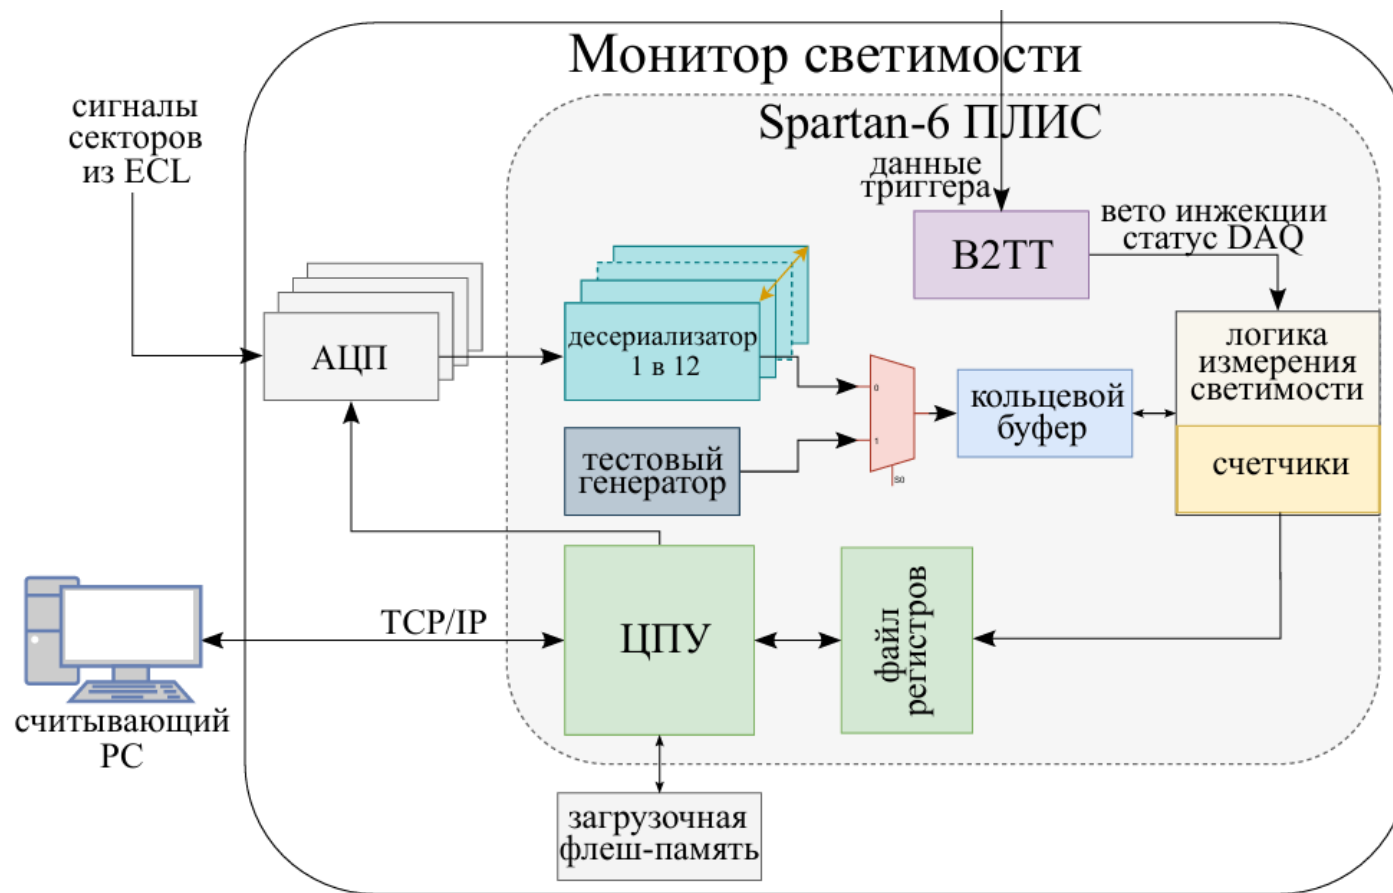 Монитор светимости
Spartan-6 ПЛИС
сигналы
секторов
из ECL
данные
триггера
B2TT
вето инжекции
статус DAQ
АЦП
десериализатор
1 в 12
0
1
S0
кольцевой
буфер
логика
измерения
светимости
счетчики
тестовый
генератор
TCP/IP
ЦПУ
файл
регистров
считывающий
PC
загрузочная
флеш-память